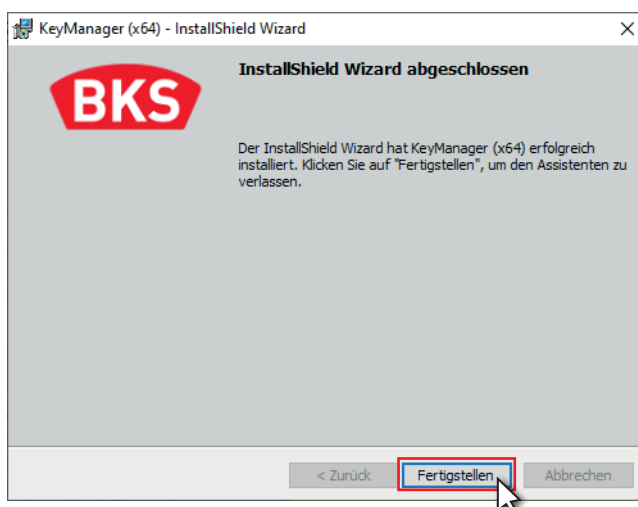 KeyManager (x64) - InstallShield Wizard
BKS
InstallShield Wizard abgeschlossen
Der InstallShield Wizard hat KeyManager (x64) erfolgreich
installiert. Klicken Sie auf "Fertigstellen", um den Assistenten zu
verlassen.
< Zurück Fertigstellen Abbrechen